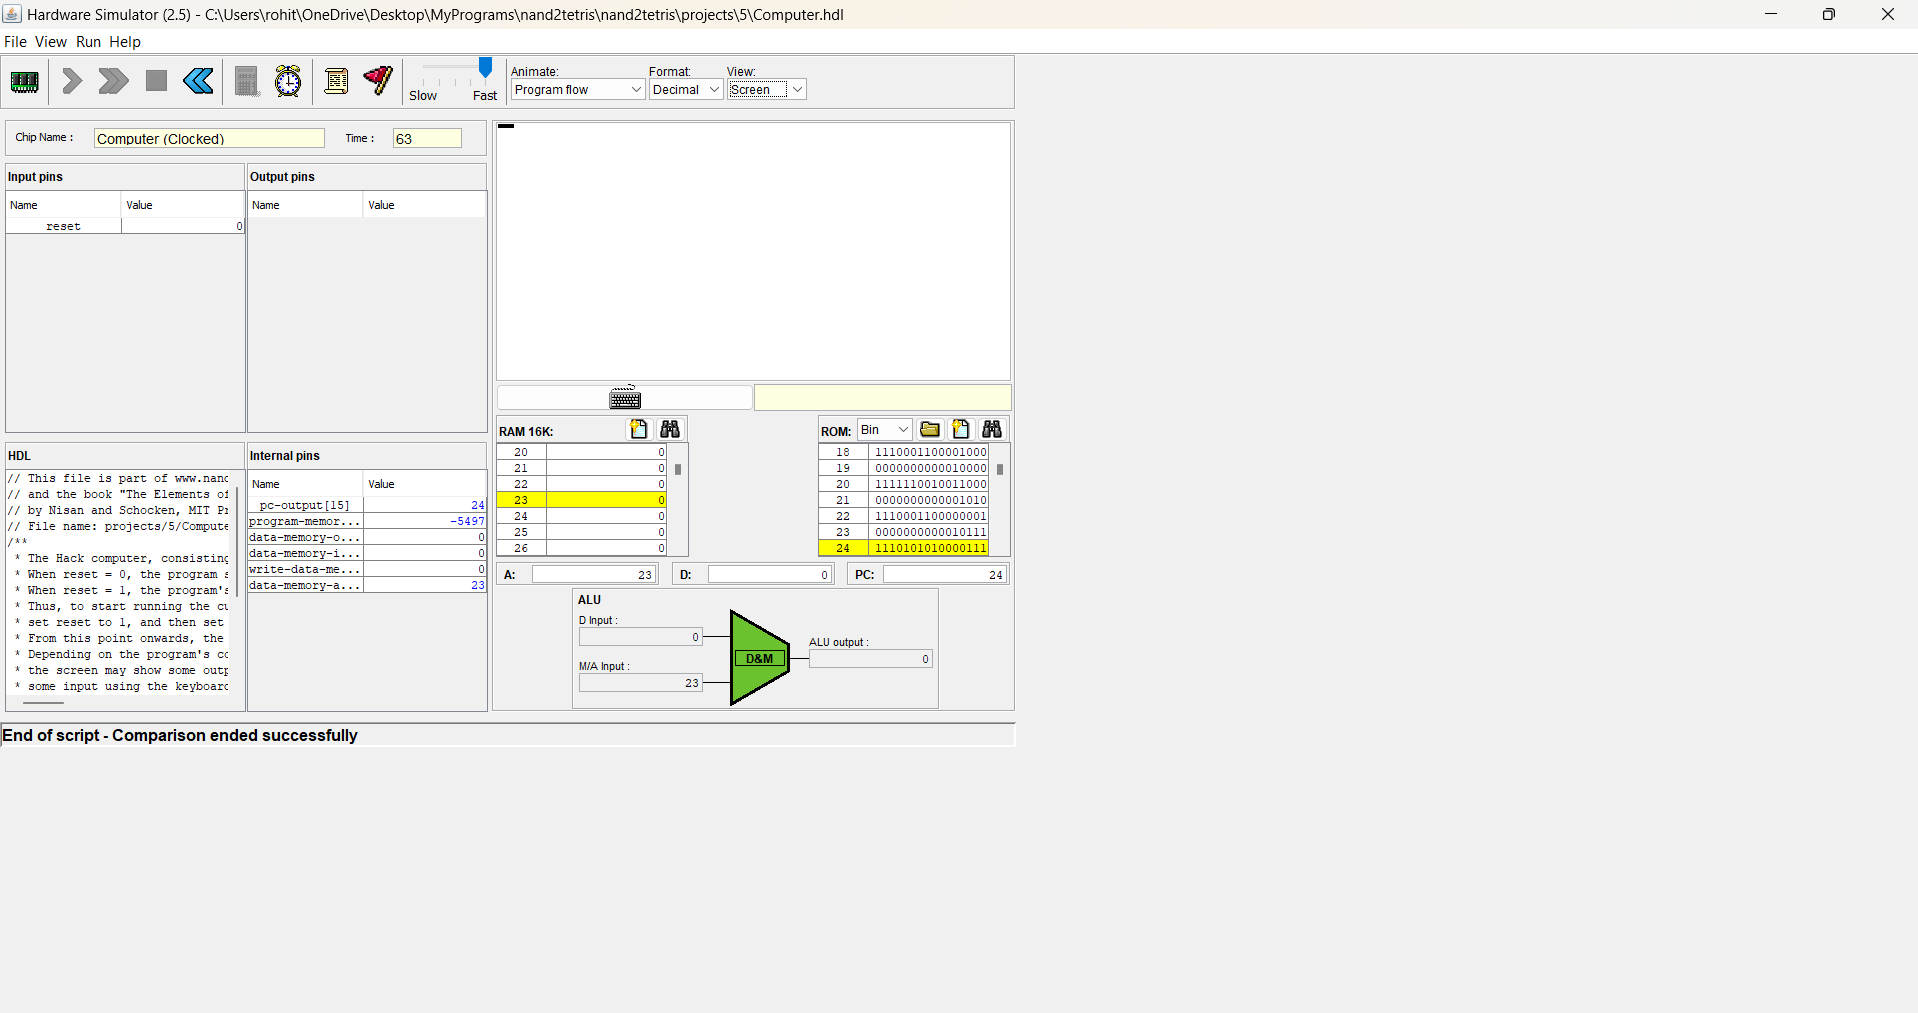 Hardware Simulator (2.5) - C:\Users\rohit\OneDrive\Desktop\MyPrograms\nand2tetris\nand2tetris\projects\5\Computer.hdl
File View Run Help
Slow Fast
Animate: Format: View:
Program flow Decimal Screen
Chip Name : Computer (Clocked) Time : 63
Input pins
Name Value
reset 0
Output pins
Name Value
HDL
// This file is part of www.nand
// and the book "The Elements of
// by Nisan and Schocken, MIT Pr
// File name: projects/5/Compute
/**
* The Hack computer, consisting
* When reset = 0, the program s
* When reset = 1, the program's
* Thus, to start running the cu
* set reset to 1, and then set
* From this point onwards, the
* Depending on the program's co
* the screen may show some outp
* some input using the keyboard
Internal pins
Name Value
pc-output[15] 24
program-memor... -5497
data-memory-o... 0
data-memory-i... 0
write-data-me... 0
data-memory-a... 23
RAM 16K:
20 0
21 0
22 0
23 0
24 0
25 0
26 0
ROM: Bin
18 1110001100001000
19 0000000000010000
20 1111110010011000
21 0000000000001010
22 1110001100000001
23 0000000000010111
24 1110101010000111
A: 23 D: 0 PC: 24
ALU
D Input :
0
M/A Input :
23
D&M
ALU output :
0
End of script - Comparison ended successfully